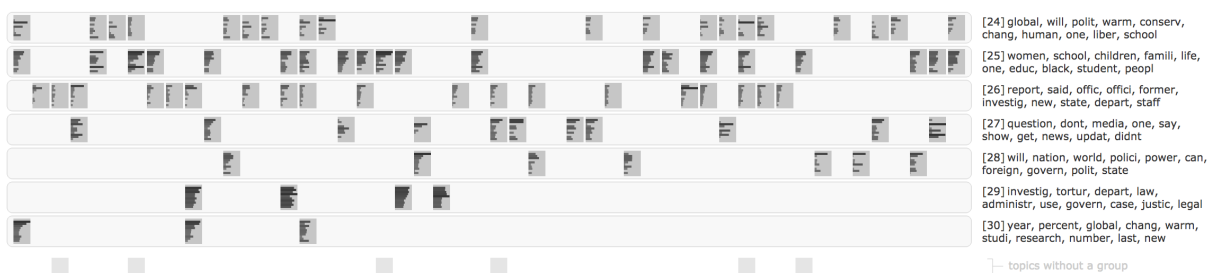 [24] global, will, polit, warm, conserv,
chang, human, one, liber, school
[25] women, school, children, famili, life,
one, educ, black, student, peopl
[26] report, said, offic, offici, former,
investig, new, state, depart, staff
[27] question, dont, media, one, say,
show, get, news, updat, didnt
[28] will, nation, world, polici, power, can,
foreign, govern, polit, state
[29] investig, tortur, depart, law,
administr, use, govern, case, justic, legal
[30] year, percent, global, chang, warm,
studi, research, number, last, new
topics without a group